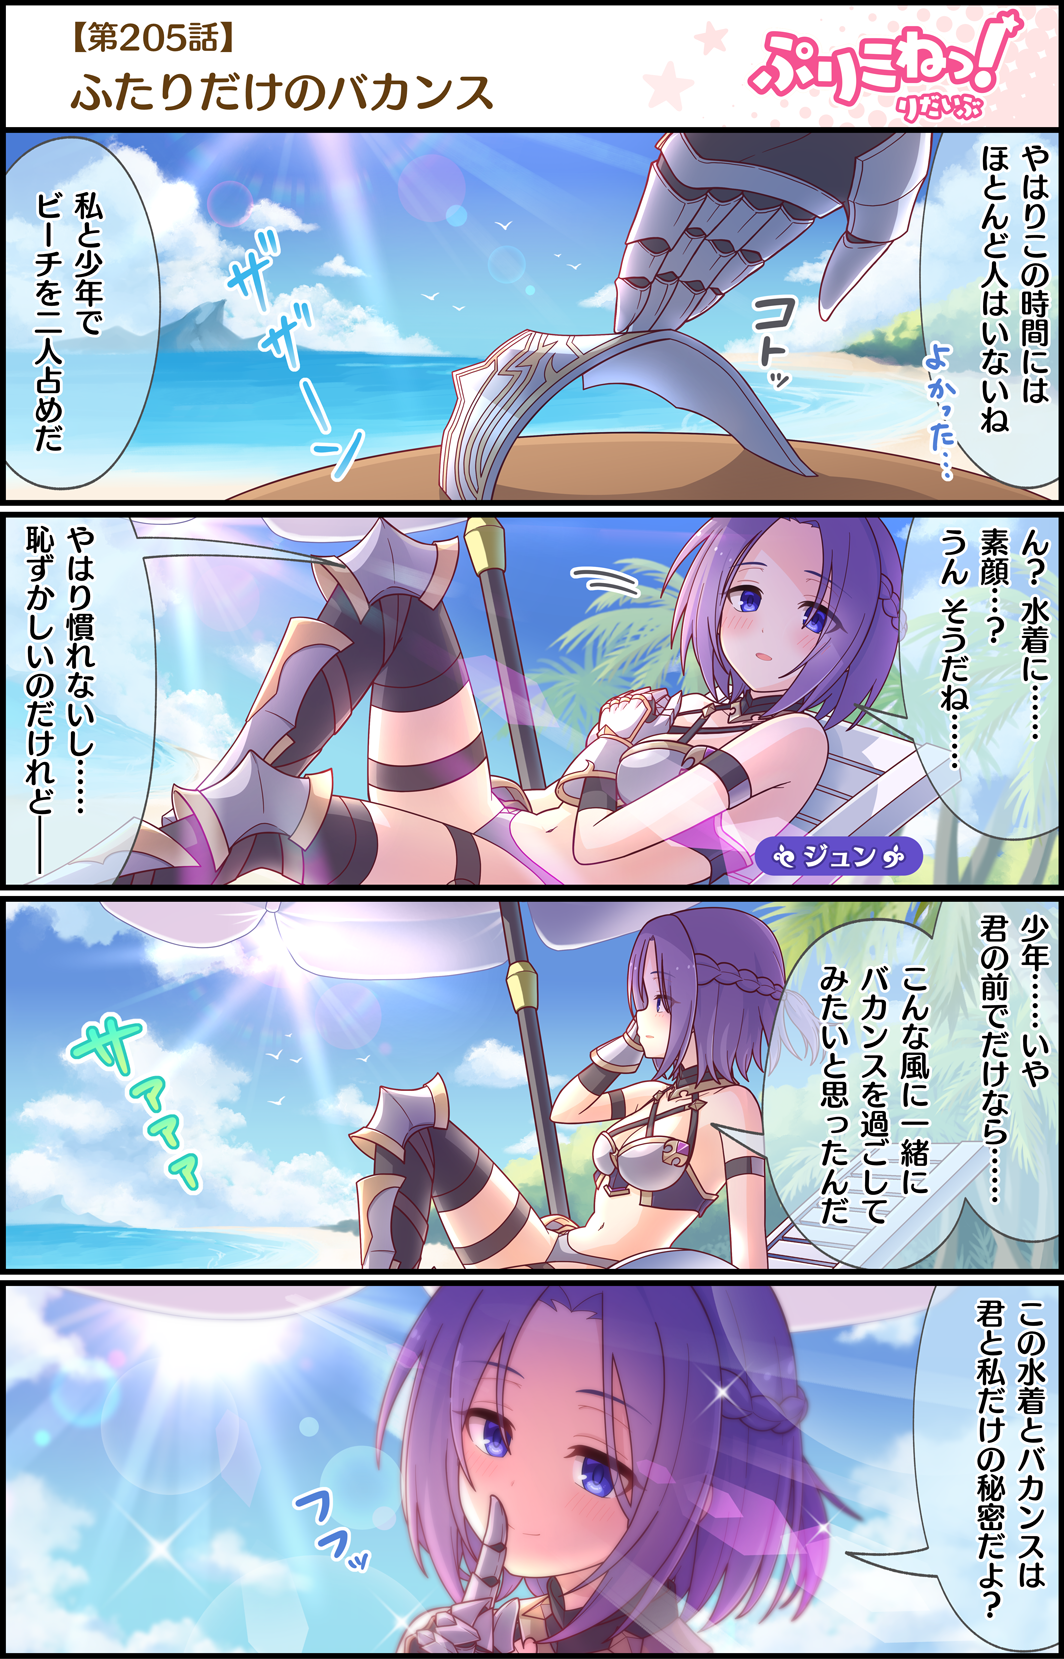 【第205話】
ふたりだけのバカンス
ぷりこねっ!
りだいぶ
やはりこの時間には
ほとんど人はいないね
よかった…
コトッ
ザザーン
私と少年で
ビーチを二人占めだ
ん？ 水着に……
素顔…？
うん そうだね……
やはり慣れないし……
恥ずかしいのだけれど──
ジュン
少年……いや
君の前でだけなら……
こんな風に一緒に
バカンスを過ごして
みたいと思ったんだ
サァァァ
この水着とバカンスは
君と私だけの秘密だよ？
フフッ